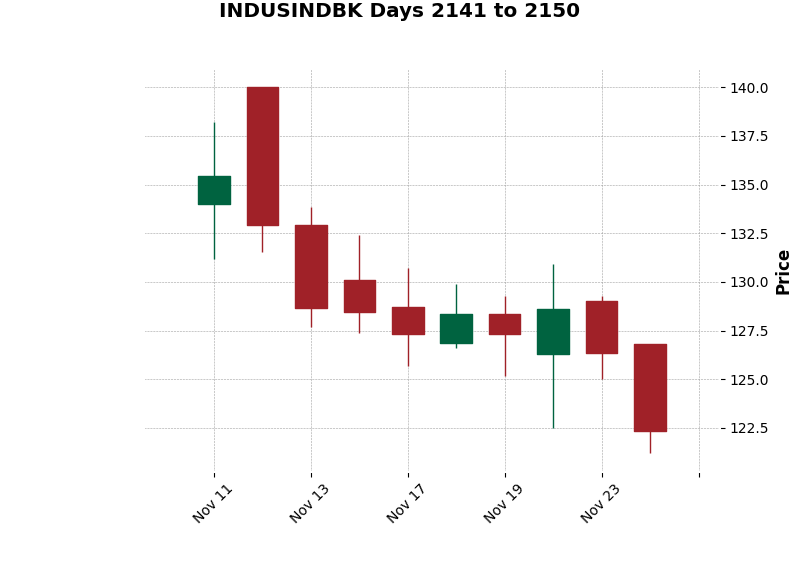 INDUSINDBK Days 2141 to 2150
140.0
137.5
135.0
132.5
130.0
127.5
125.0
122.5
Price
Nov 11
Nov 13
Nov 17
Nov 19
Nov 23